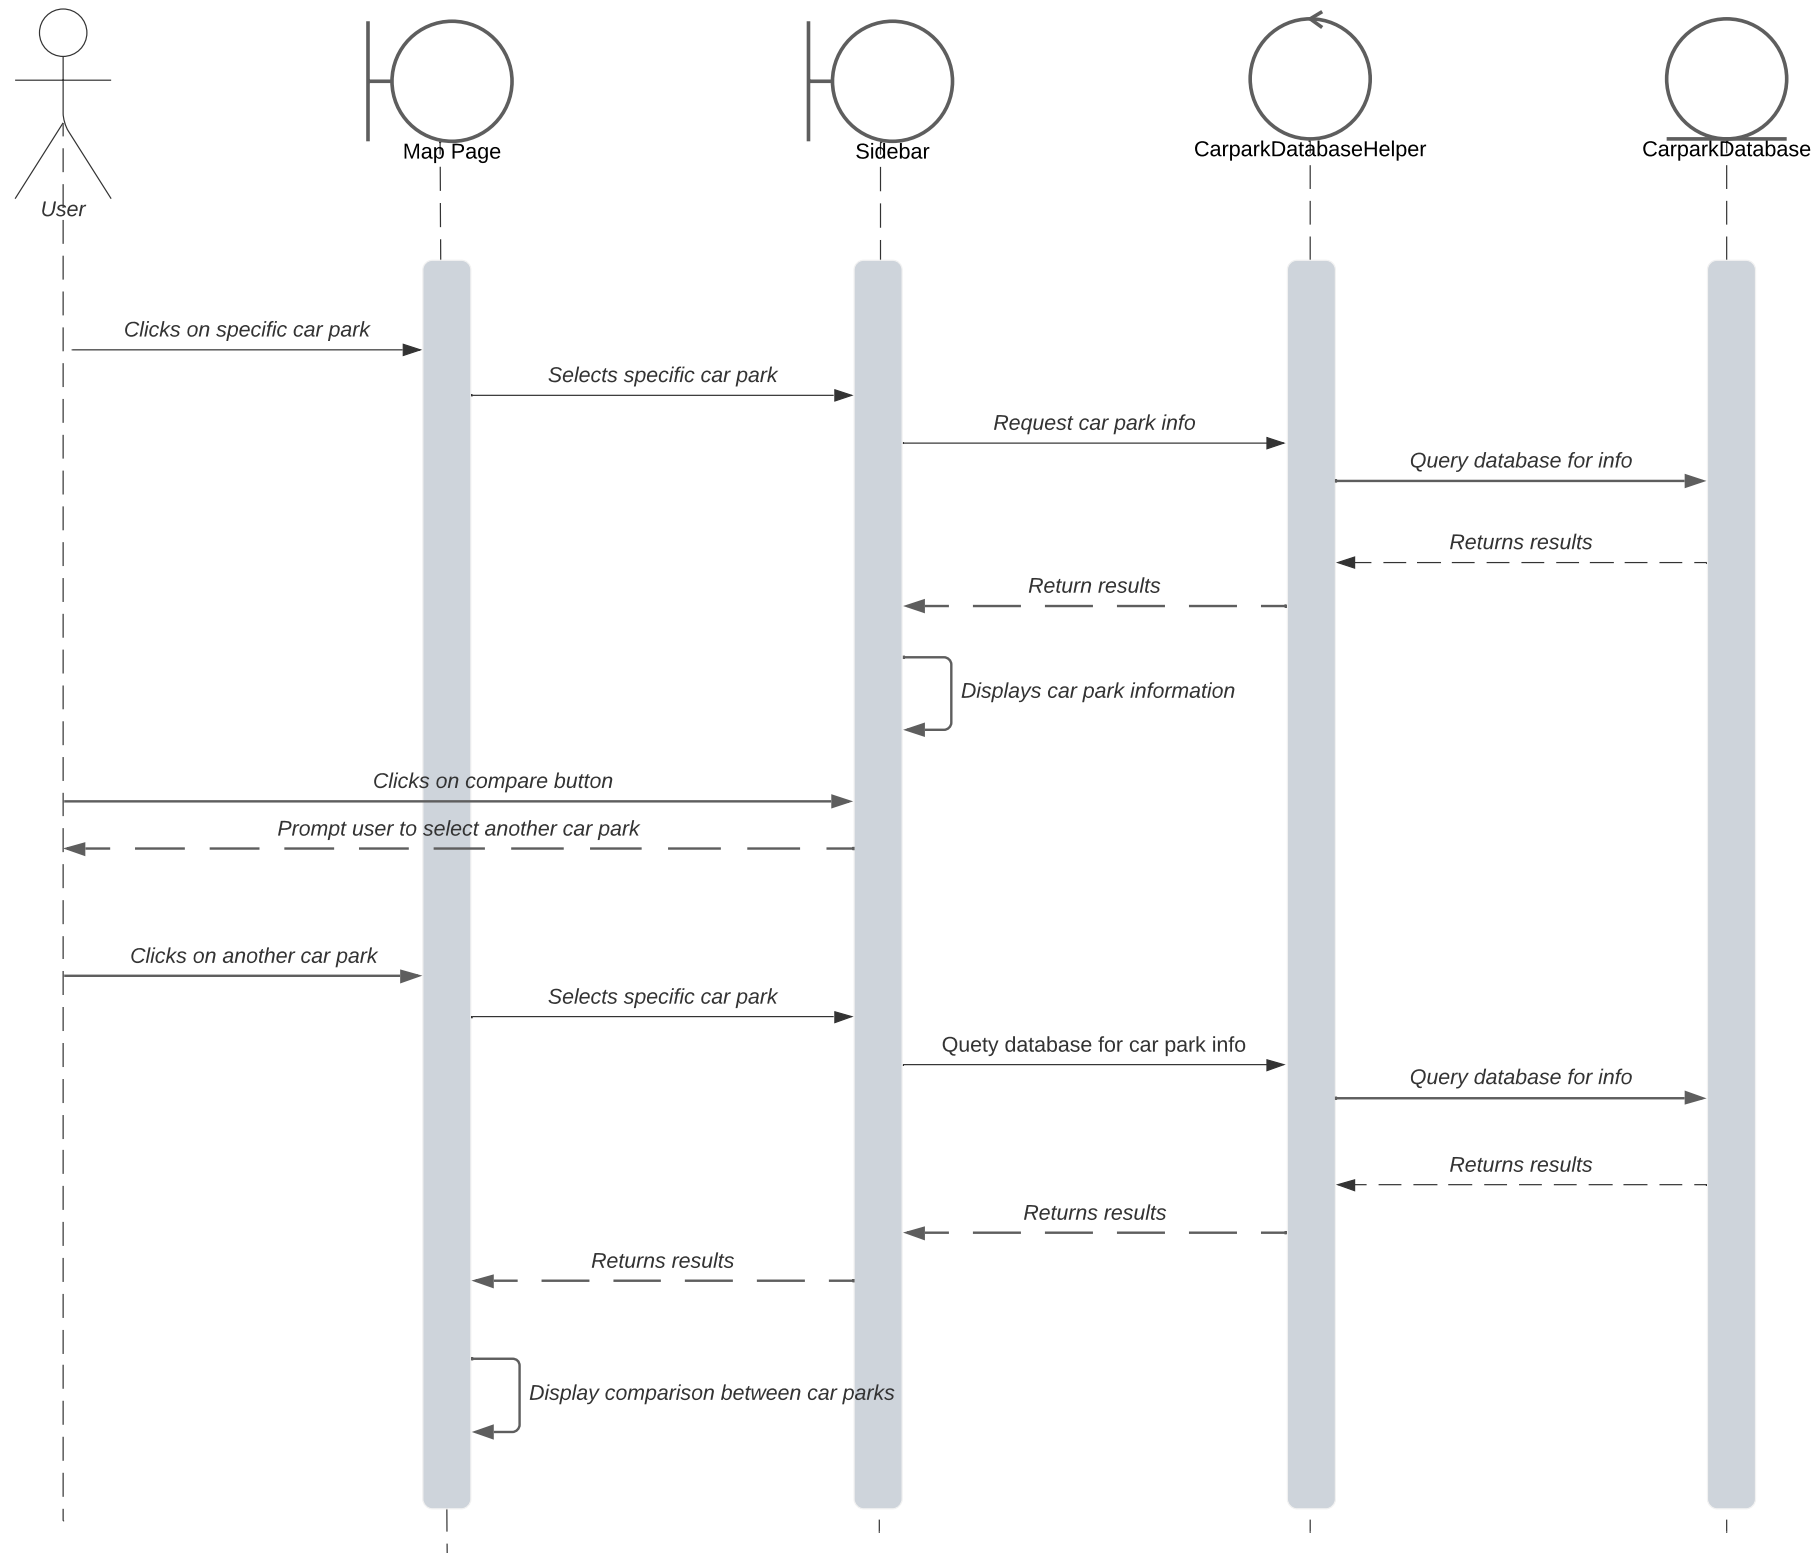 Map Page
Sidebar
CarparkDatabaseHelper
CarparkDatabase
User
Clicks on specific car park
Selects specific car park
Request car park info
Query database for info
Returns results
Return results
Displays car park information
Clicks on compare button
Prompt user to select another car park
Clicks on another car park
Selects specific car park
Quety database for car park info
Query database for info
Returns results
Returns results
Returns results
Display comparison between car parks